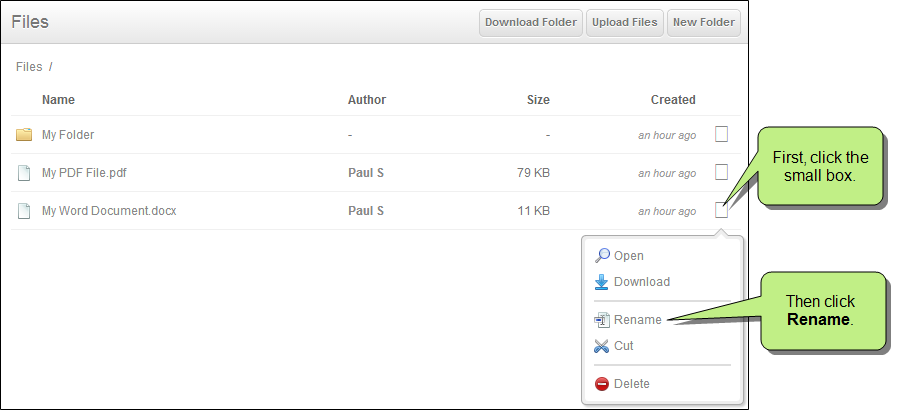 Files
Download Folder Upload Files New Folder
Files /
Name Author Size Created
My Folder - - an hour ago
My PDF File.pdf Paul S 79 KB an hour ago
My Word Document.docx Paul S 11 KB an hour ago
First, click the
small box.
Open
Download
Rename
Cut
Delete
Then click
Rename.